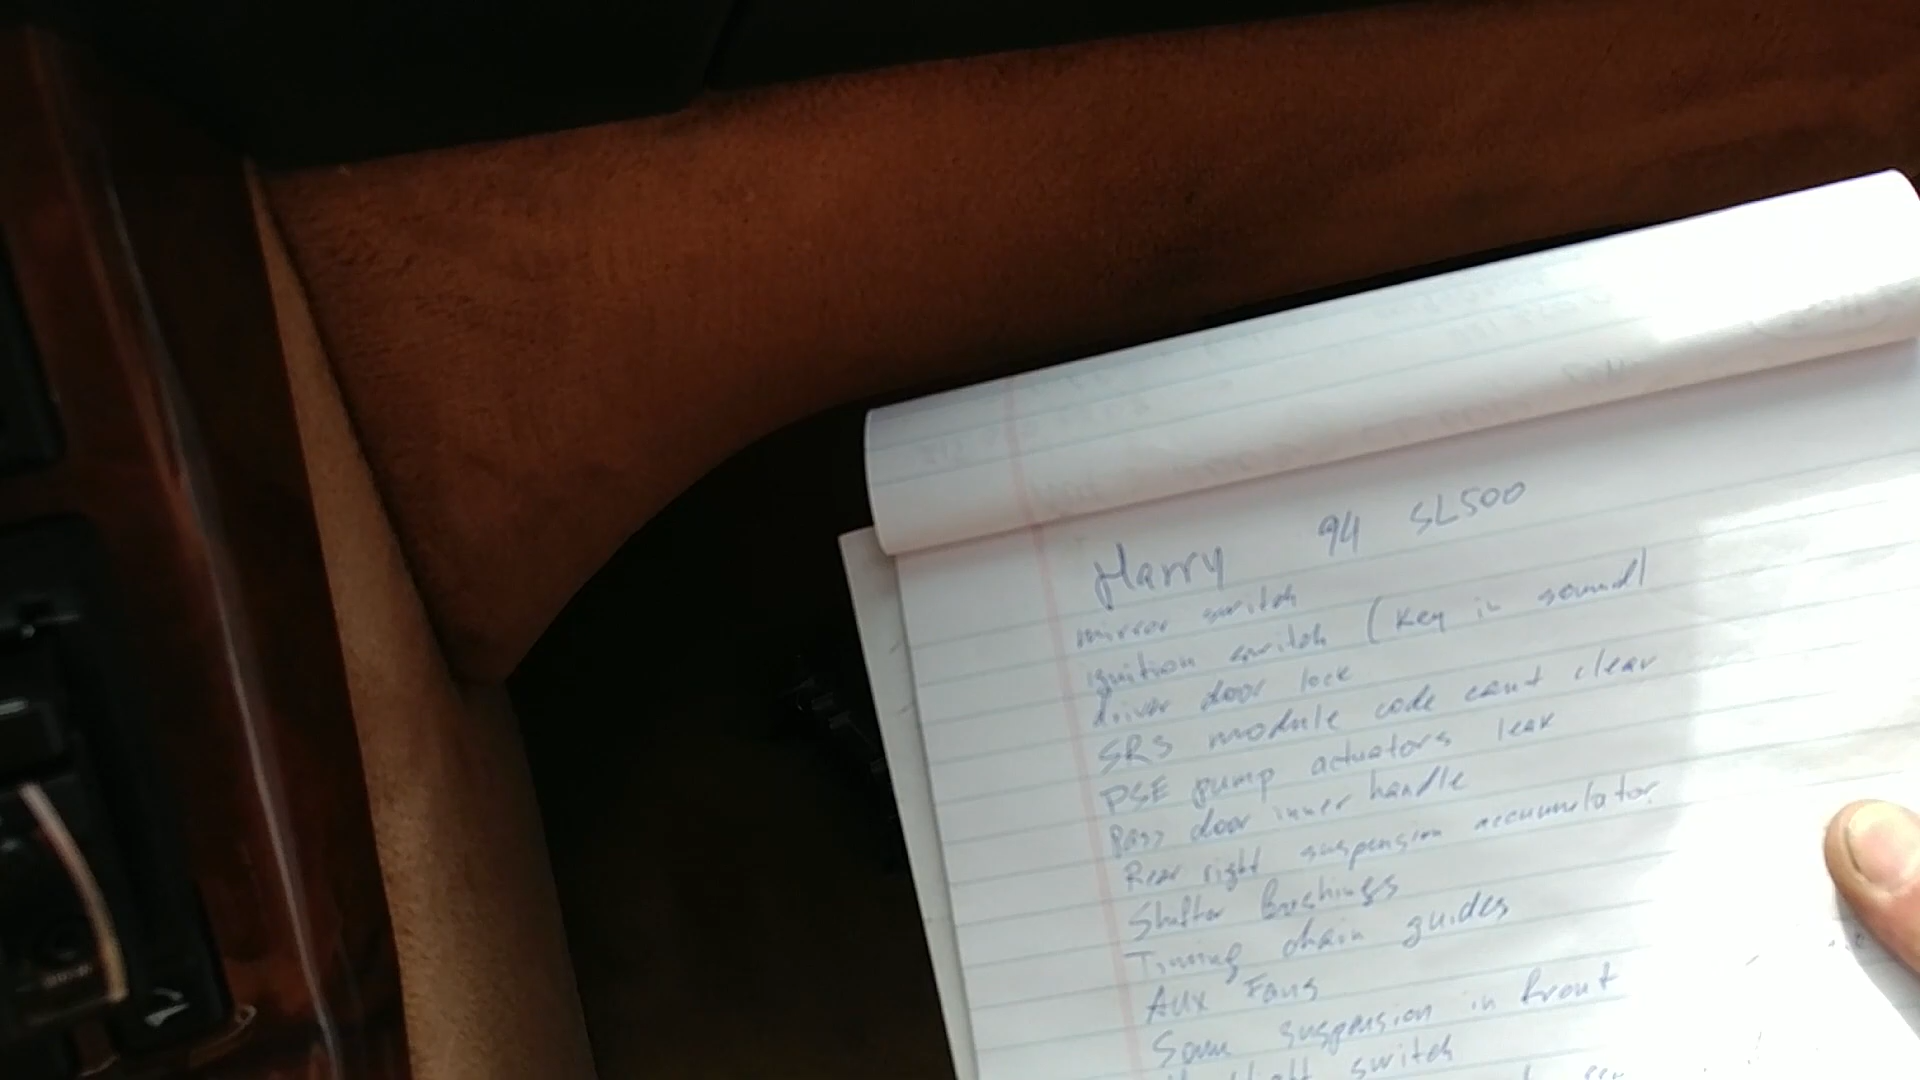 Harry 94 SL500
mirror switch
ignition switch (Key in sound)
driver door lock
SRS module code cant clear
PSE pump actuators leak
pass door inner handle
Rear right suspension accumulator
Shifter Bushings
Timing chain guides
Aux Fans
Some suspension in front
switch